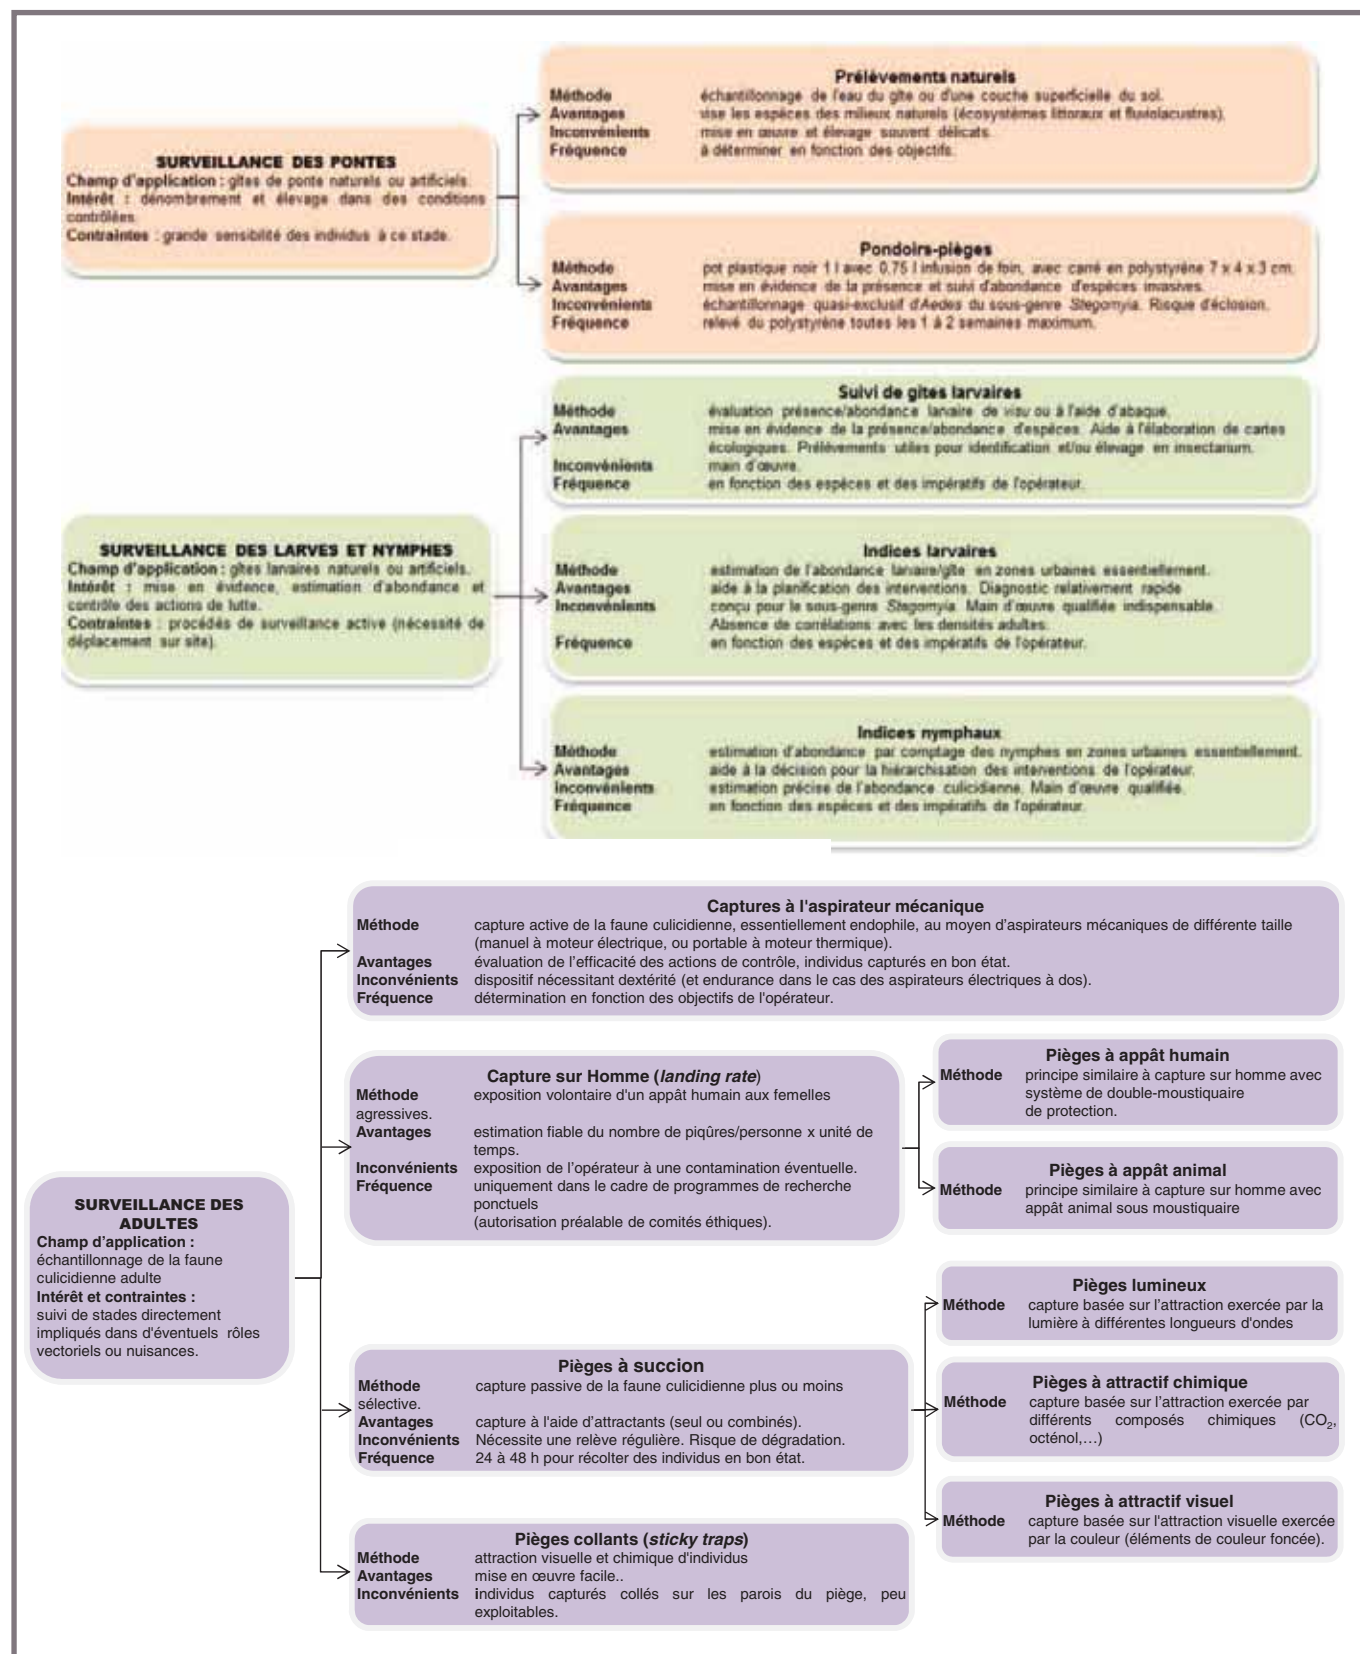 SURVEILLANCE DES PONTES
Champ d'application : gîtes de ponte naturels ou artificiels.
Intérêt : dénombrement et élevage dans des conditions
contrôlées.
Contraintes : grande sensibilité des individus à ce stade.
Prélèvements naturels
Méthode échantillonnage de l'eau du gîte ou d'une couche superficielle du sol.
Avantages vise les espèces des milieux naturels (écosystèmes littoraux et fluviolacustres).
Inconvénients mise en œuvre et élevage souvent délicats.
Fréquence à déterminer en fonction des objectifs.
Pondoirs-pièges
Méthode pot plastique noir 1 l avec 0,75 l infusion de foin, avec carré en polystyrène 7 x 4 x 3 cm.
Avantages mise en évidence de la présence et suivi d'abondance d'espèces invasives.
Inconvénients échantillonnage quasi-exclusif d'Aedes du sous-genre Stegomyia. Risque d'éclosion.
Fréquence relevé du polystyrène toutes les 1 à 2 semaines maximum.
SURVEILLANCE DES LARVES ET NYMPHES
Champ d'application : gîtes larvaires naturels ou artificiels.
Intérêt : mise en évidence, estimation d'abondance et
contrôle des actions de lutte.
Contraintes : procédés de surveillance active (nécessité de
déplacement sur site).
Suivi de gîtes larvaires
Méthode évaluation présence/abondance larvaire de visu ou à l'aide d'abaque.
Avantages mise en évidence de la présence/abondance d'espèces. Aide à l'élaboration de cartes
écologiques. Prélèvements utiles pour identification et/ou élevage en insectarium.
Inconvénients main d'œuvre.
Fréquence en fonction des espèces et des impératifs de l'opérateur.
Indices larvaires
Méthode estimation de l'abondance larvaire/gîte en zones urbaines essentiellement.
Avantages aide à la planification des interventions. Diagnostic relativement rapide
Inconvénients conçu pour le sous-genre Stegomyia. Main d'œuvre qualifiée indispensable.
Absence de corrélations avec les densités adultes.
Fréquence en fonction des espèces et des impératifs de l'opérateur.
Indices nymphaux
Méthode estimation d'abondance par comptage des nymphes en zones urbaines essentiellement.
Avantages aide à la décision pour la hiérarchisation des interventions de l'opérateur.
Inconvénients estimation précise de l'abondance culicidienne. Main d'œuvre qualifiée.
Fréquence en fonction des espèces et des impératifs de l'opérateur.
SURVEILLANCE DES
ADULTES
Champ d'application :
échantillonnage de la faune
culicidienne adulte
Intérêt et contraintes :
suivi de stades directement
impliqués dans d'éventuels rôles
vectoriels ou nuisances.
Captures à l'aspirateur mécanique
Méthode capture active de la faune culicidienne, essentiellement endophile, au moyen d'aspirateurs mécaniques de différente taille
(manuel à moteur électrique, ou portable à moteur thermique).
Avantages évaluation de l'efficacité des actions de contrôle, individus capturés en bon état.
Inconvénients dispositif nécessitant dextérité (et endurance dans le cas des aspirateurs électriques à dos).
Fréquence détermination en fonction des objectifs de l'opérateur.
Capture sur Homme (landing rate)
Méthode exposition volontaire d'un appât humain aux femelles
agressives.
Avantages estimation fiable du nombre de piqûres/personne x unité de
temps.
Inconvénients exposition de l'opérateur à une contamination éventuelle.
Fréquence uniquement dans le cadre de programmes de recherche
ponctuels
(autorisation préalable de comités éthiques).
Pièges à appât humain
Méthode principe similaire à capture sur homme avec
système de double-moustiquaire
de protection.
Pièges à appât animal
Méthode principe similaire à capture sur homme avec
appât animal sous moustiquaire
Pièges à succion
Méthode capture passive de la faune culicidienne plus ou moins
sélective.
Avantages capture à l'aide d'attractants (seul ou combinés).
Inconvénients Nécessite une relève régulière. Risque de dégradation.
Fréquence 24 à 48 h pour récolter des individus en bon état.
Pièges lumineux
Méthode capture basée sur l'attraction exercée par la
lumière à différentes longueurs d'ondes
Pièges à attractif chimique
Méthode capture basée sur l'attraction exercée par
différents composés chimiques (CO2,
octénol,…)
Pièges à attractif visuel
Méthode capture basée sur l'attraction visuelle exercée
par la couleur (éléments de couleur foncée).
Pièges collants (sticky traps)
Méthode attraction visuelle et chimique d'individus
Avantages mise en œuvre facile..
Inconvénients individus capturés collés sur les parois du piège, peu
exploitables.